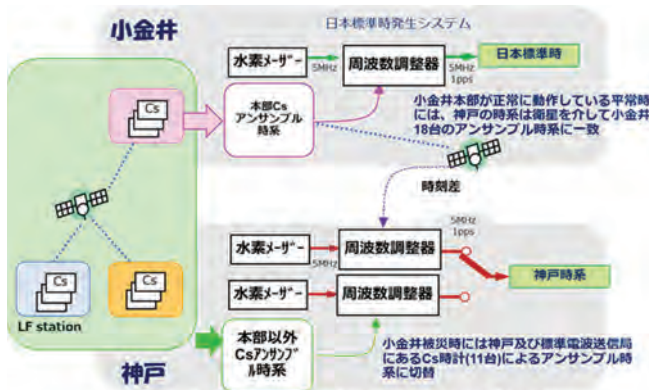 小金井
日本標準時発生システム
水素メーザー
5MHz
周波数調整器
5MHz
1pps
日本標準時
Cs
本部Cs
アンサンブル
時系
小金井本部が正常に動作している平常時
には、神戸の時系は衛星を介して小金井
18台のアンサンブル時系に一致
時刻差
水素メーザー
5MHz
周波数調整器
5MHz
1pps
神戸時系
水素メーザー
周波数調整器
Cs
Cs
LF station
神戸
本部以外
Csアンサンブ
ル時系
小金井被災時には神戸及び標準電波送信局
にあるCs時計(11台)によるアンサンブル時
系に切替